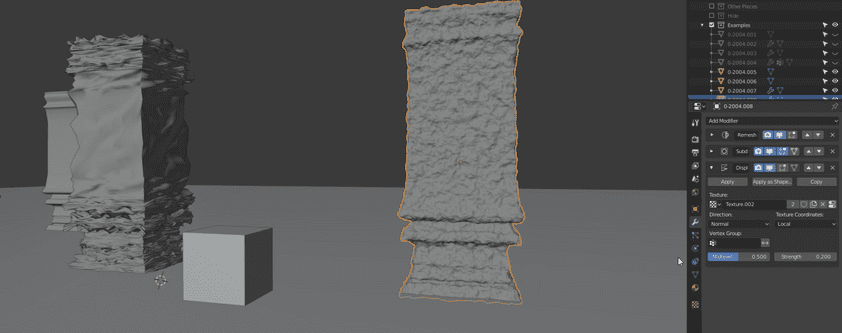 Other Pieces
Hide
Examples
0-2004.001
0-2004.002
0-2004.003
0-2004.004
0-2004.005
0-2004.006
0-2004.007
0-2004.008
Add Modifier
Remesh
Subd
Displ
Apply
Apply as Shape..
Copy
Texture:
Texture.002
2
Direction:
Texture Coordinates:
Normal
Local
Vertex Group:
Midlevel
0.500
Strength
0.200